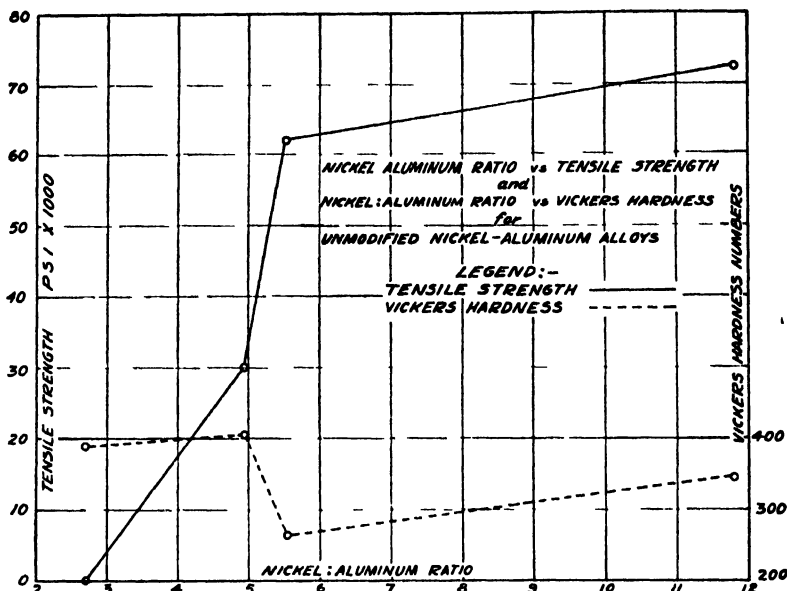 80
70
60
50
40
30
20
10
0
TENSILE STRENGTH PSI X 1000
NICKEL ALUMINUM RATIO vs TENSILE STRENGTH
and
NICKEL:ALUMINUM RATIO vs VICKERS HARDNESS
for
UNMODIFIED NICKEL-ALUMINUM ALLOYS
LEGEND:-
TENSILE STRENGTH
VICKERS HARDNESS
VICKERS HARDNESS NUMBERS
400
300
200
NICKEL:ALUMINUM RATIO
2 3 4 5 6 7 8 9 10 11 12